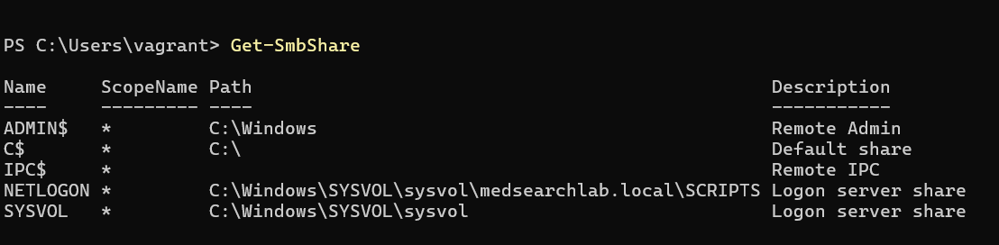 PS C:\Users\vagrant> Get-SmbShare
Name ScopeName Path Description
---- --------- ---- -----------
ADMIN$ * C:\Windows Remote Admin
C$ * C:\ Default share
IPC$ * Remote IPC
NETLOGON * C:\Windows\SYSVOL\sysvol\medsearchlab.local\SCRIPTS Logon server share
SYSVOL * C:\Windows\SYSVOL\sysvol Logon server share